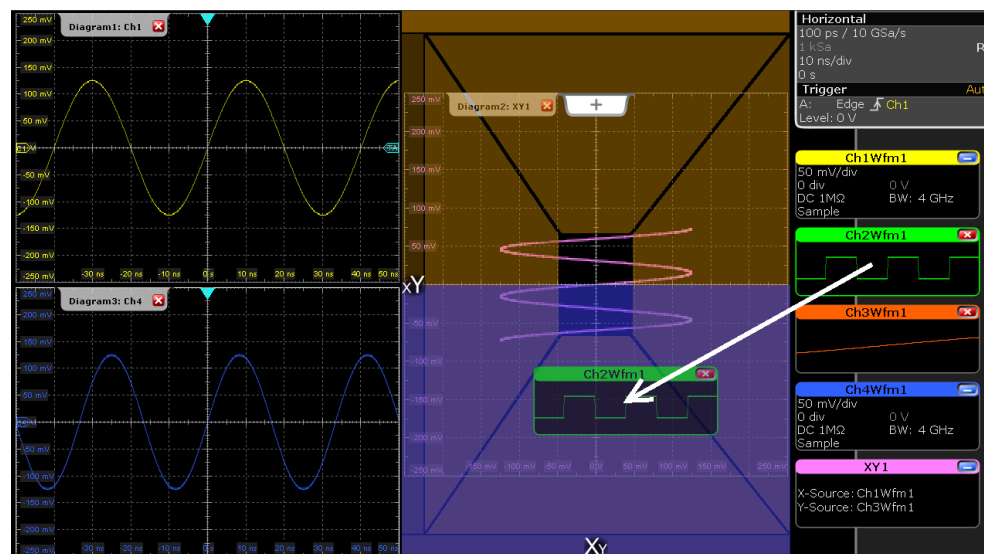 250 mV
Diagram1: Ch1
200 mV
150 mV
100 mV
50 mV
C1
-50 mV
-100 mV
-150 mV
-200 mV
-250 mV
-30 ns -20 ns -10 ns 0 s 10 ns 20 ns 30 ns 40 ns 50 ns
TA
Diagram3: Ch4
200 mV
150 mV
100 mV
50 mV
-50 mV
-100 mV
-150 mV
-200 mV
-30 ns -20 ns -10 ns 0 s 10 ns 20 ns 30 ns 40 ns 50 ns
250 mV
Diagram2: XY1
+
200 mV
150 mV
100 mV
50 mV
XY
-50 mV
-100 mV
-150 mV
-200 mV
-250 mV
-150 mV -100 mV -50 mV 0 V 50 mV 100 mV 150 mV 250 mV
Ch2Wfm1
XY
Horizontal
100 ps / 10 GSa/s
1 kSa R
10 ns/div
0 s
Trigger Aut
A: Edge Ch1
Level: 0 V
Ch1Wfm1
50 mV/div
0 div 0 V
DC 1MΩ BW: 4 GHz
Sample
Ch2Wfm1
Ch3Wfm1
Ch4Wfm1
50 mV/div
0 div 0 V
DC 1MΩ BW: 4 GHz
Sample
XY1
X-Source: Ch1Wfm1
Y-Source: Ch3Wfm1